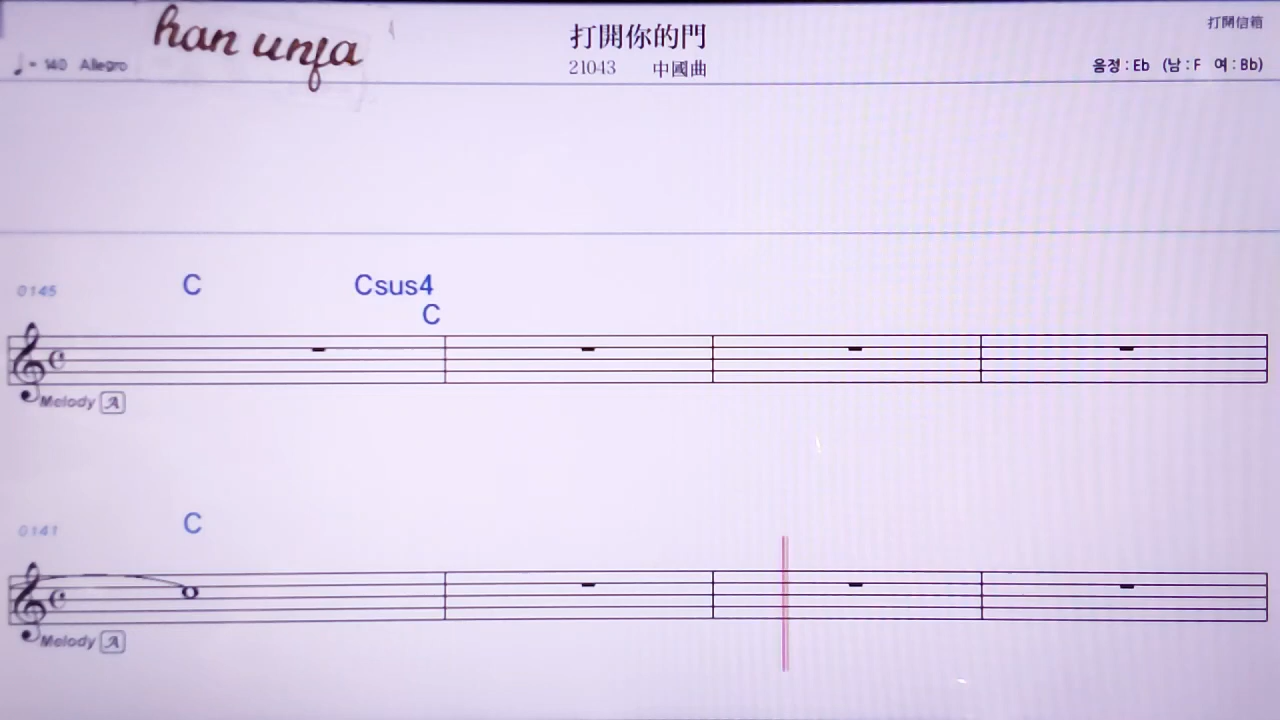 han unfa
打開你的門
打開信箱
♩= 140 Allegro
21043 中國曲
음정 : Eb (남 : F 여 : Bb)
0145
C Csus4
C
Melody A
0141
C
Melody A